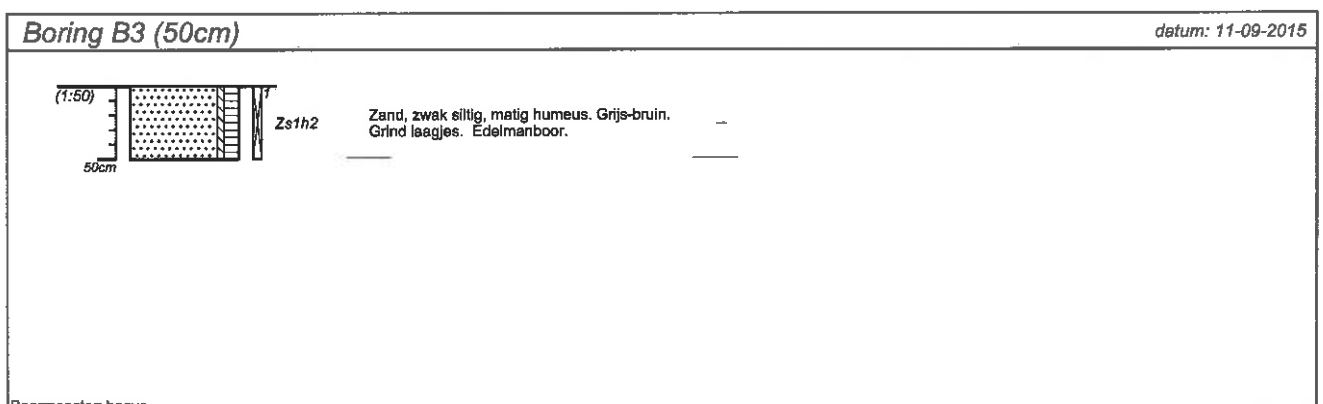 Boring B3 (50cm)
datum: 11-09-2015
(1:50)
1
Zs1h2
Zand, zwak siltig, matig humeus. Grijs-bruin.
Grind laagjes. Edelmanboor.
50cm